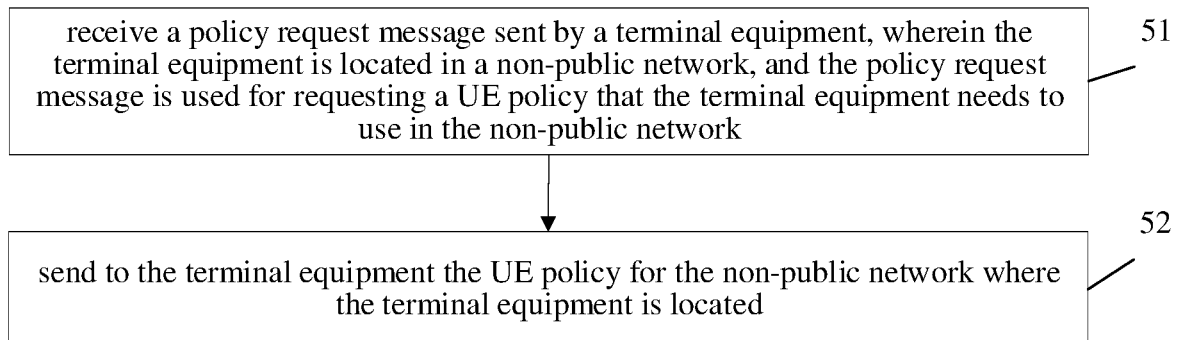 receive a policy request message sent by a terminal equipment, wherein the
terminal equipment is located in a non-public network, and the policy request
message is used for requesting a UE policy that the terminal equipment needs to
use in the non-public network
51
send to the terminal equipment the UE policy for the non-public network where
the terminal equipment is located
52